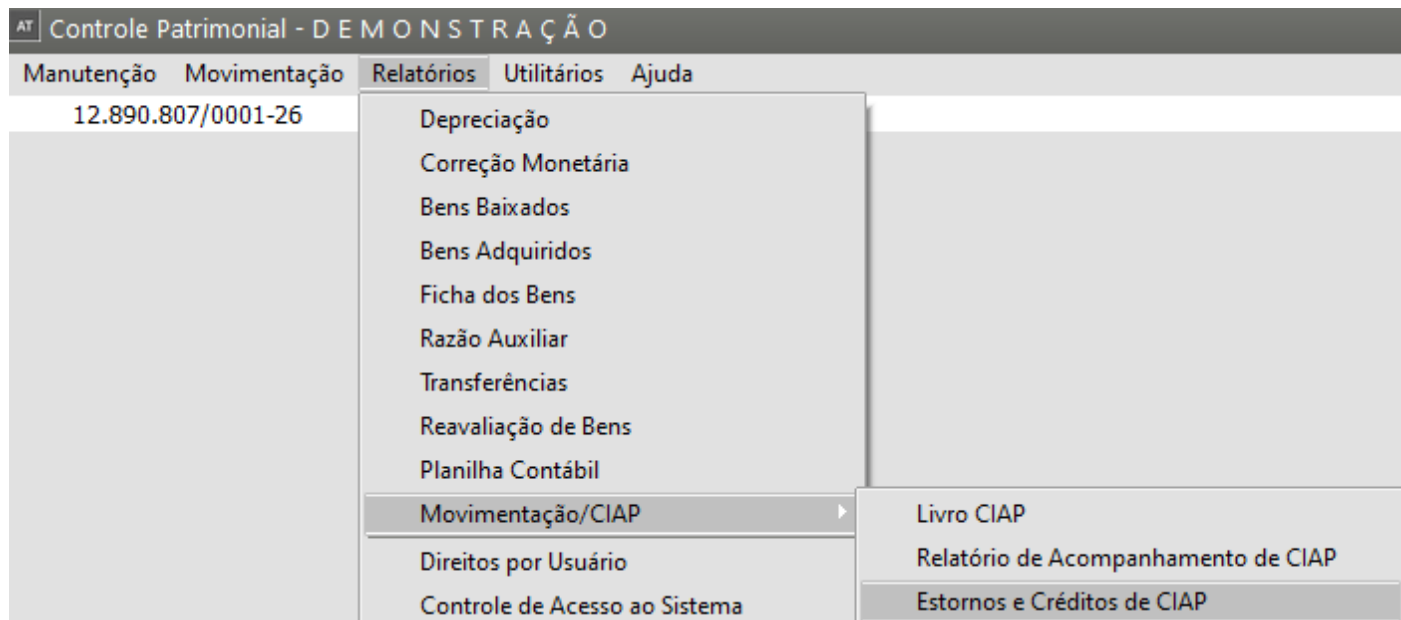 AT Controle Patrimonial - D E M O N S T R A Ç Ã O
Manutenção Movimentação Relatórios Utilitários Ajuda
12.890.807/0001-26
Depreciação
Correção Monetária
Bens Baixados
Bens Adquiridos
Ficha dos Bens
Razão Auxiliar
Transferências
Reavaliação de Bens
Planilha Contábil
Movimentação/CIAP
Livro CIAP
Direitos por Usuário
Relatório de Acompanhamento de CIAP
Controle de Acesso ao Sistema
Estornos e Créditos de CIAP